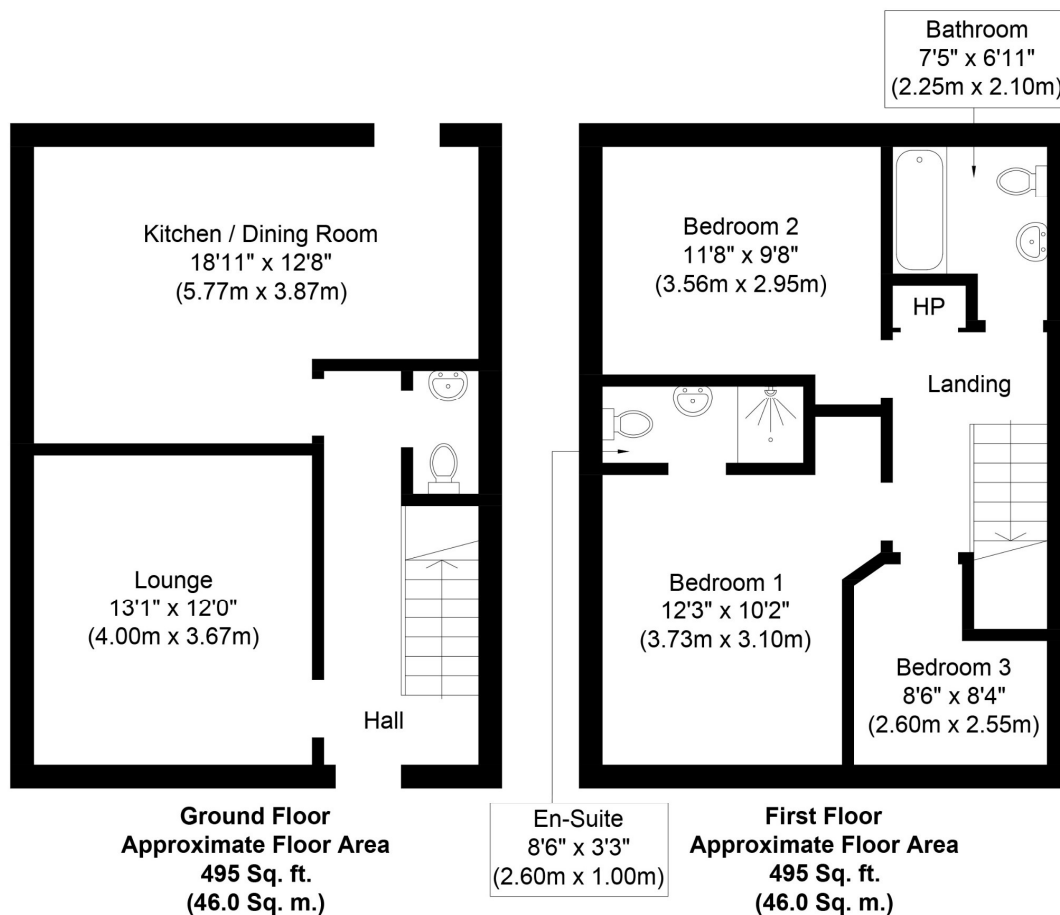 Bathroom
7'5" x 6'11"
(2.25m x 2.10m)
Kitchen / Dining Room
18'11" x 12'8"
(5.77m x 3.87m)
Bedroom 2
11'8" x 9'8"
(3.56m x 2.95m)
HP
Landing
Lounge
13'1" x 12'0"
(4.00m x 3.67m)
Hall
Bedroom 1
12'3" x 10'2"
(3.73m x 3.10m)
Bedroom 3
8'6" x 8'4"
(2.60m x 2.55m)
Ground Floor
Approximate Floor Area
495 Sq. ft.
(46.0 Sq. m.)
En-Suite
8'6" x 3'3"
(2.60m x 1.00m)
First Floor
Approximate Floor Area
495 Sq. ft.
(46.0 Sq. m.)